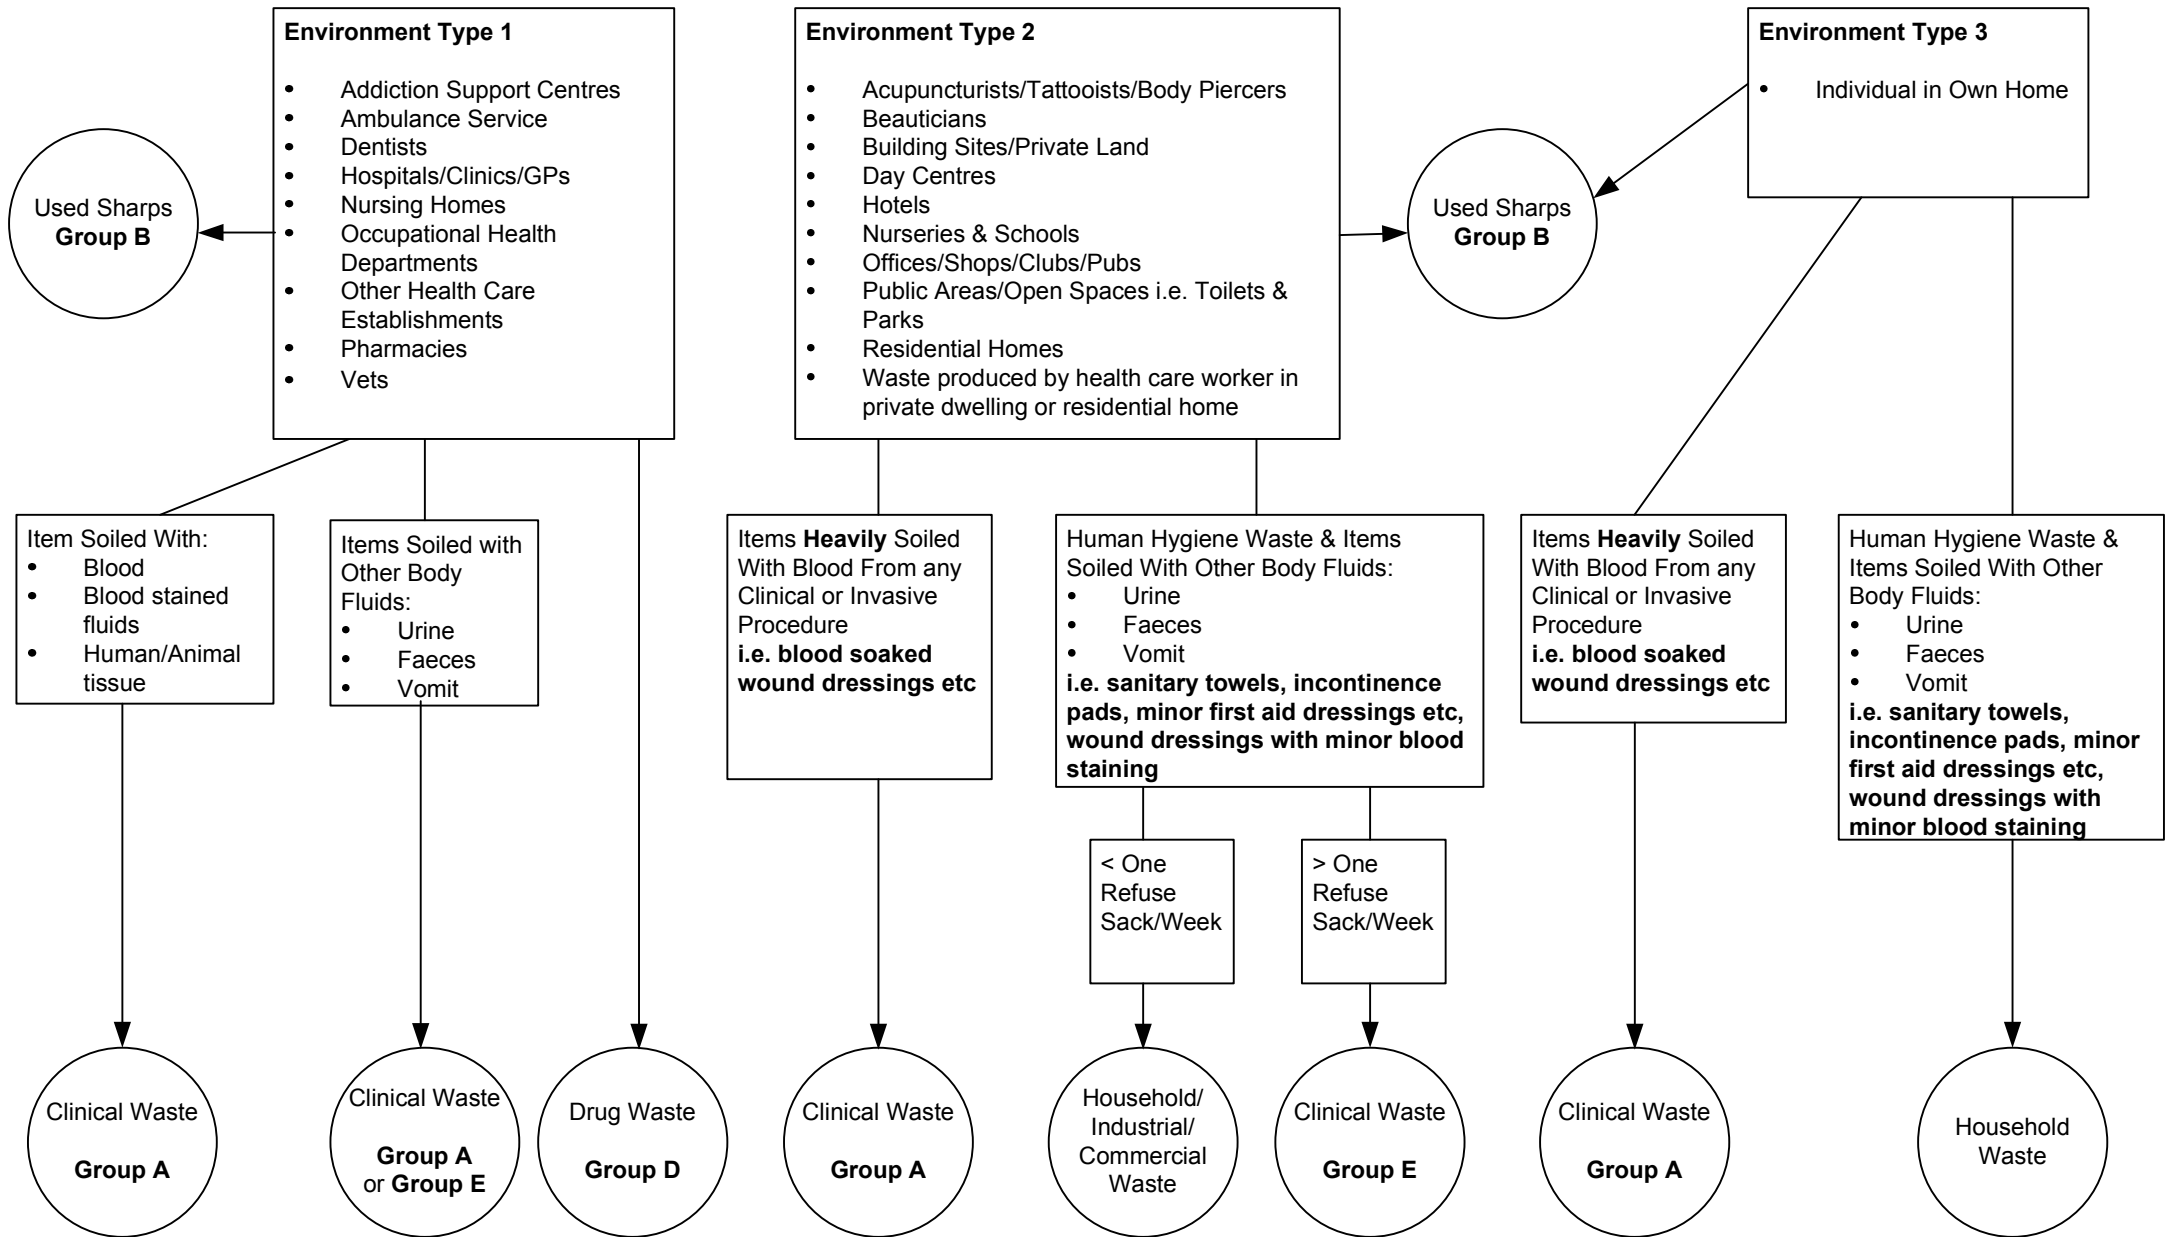 Environment Type 1
• Addiction Support Centres
• Ambulance Service
• Dentists
• Hospitals/Clinics/GPs
• Nursing Homes
• Occupational Health
Departments
• Other Health Care
Establishments
• Pharmacies
• Vets
Environment Type 2
• Acupuncturists/Tattooists/Body Piercers
• Beauticians
• Building Sites/Private Land
• Day Centres
• Hotels
• Nurseries & Schools
• Offices/Shops/Clubs/Pubs
• Public Areas/Open Spaces i.e. Toilets &
Parks
• Residential Homes
• Waste produced by health care worker in
private dwelling or residential home
Environment Type 3
• Individual in Own Home
Used Sharps
Group B
Used Sharps
Group B
Item Soiled With:
• Blood
• Blood stained
fluids
• Human/Animal
tissue
Items Soiled with
Other Body
Fluids:
• Urine
• Faeces
• Vomit
Items Heavily Soiled
With Blood From any
Clinical or Invasive
Procedure
i.e. blood soaked
wound dressings etc
Human Hygiene Waste & Items
Soiled With Other Body Fluids:
• Urine
• Faeces
• Vomit
i.e. sanitary towels, incontinence
pads, minor first aid dressings etc,
wound dressings with minor blood
staining
Items Heavily Soiled
With Blood From any
Clinical or Invasive
Procedure
i.e. blood soaked
wound dressings etc
Human Hygiene Waste &
Items Soiled With Other
Body Fluids:
• Urine
• Faeces
• Vomit
i.e. sanitary towels,
incontinence pads, minor
first aid dressings etc,
wound dressings with
minor blood staining
< One
Refuse
Sack/Week
> One
Refuse
Sack/Week
Clinical Waste
Group A
Clinical Waste
Group A
or Group E
Drug Waste
Group D
Clinical Waste
Group A
Household/
Industrial/
Commercial
Waste
Clinical Waste
Group E
Clinical Waste
Group A
Household
Waste